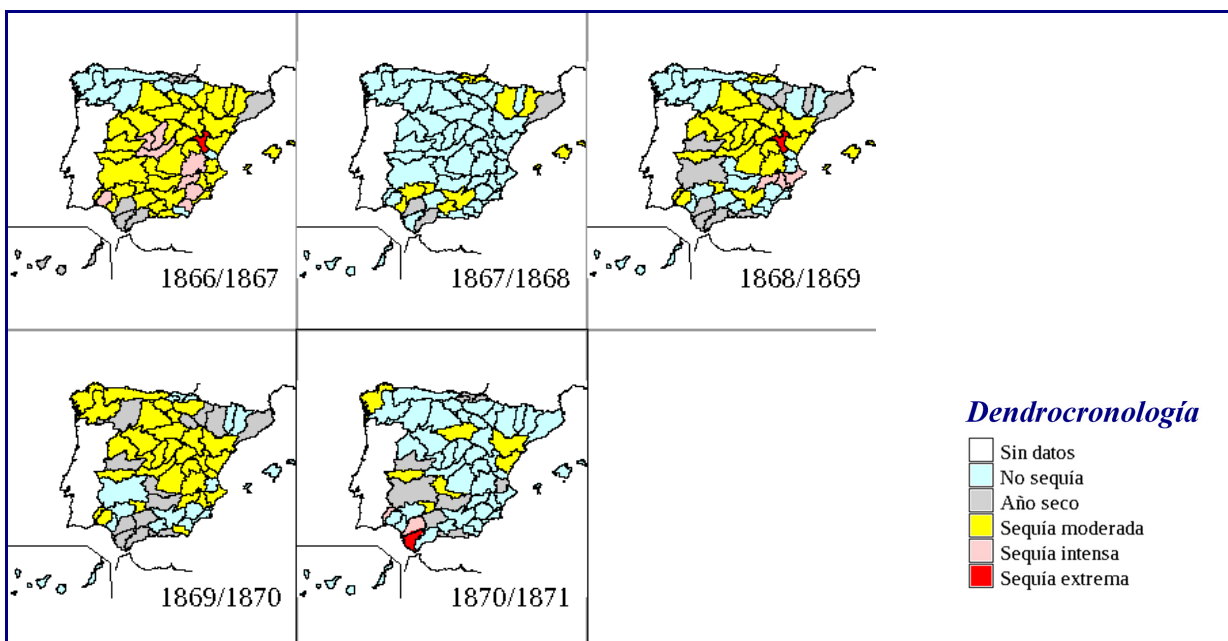 1866/1867
1867/1868
1868/1869
1869/1870
1870/1871
Dendrocronología
Sin datos
No sequía
Año seco
Sequía moderada
Sequía intensa
Sequía extrema